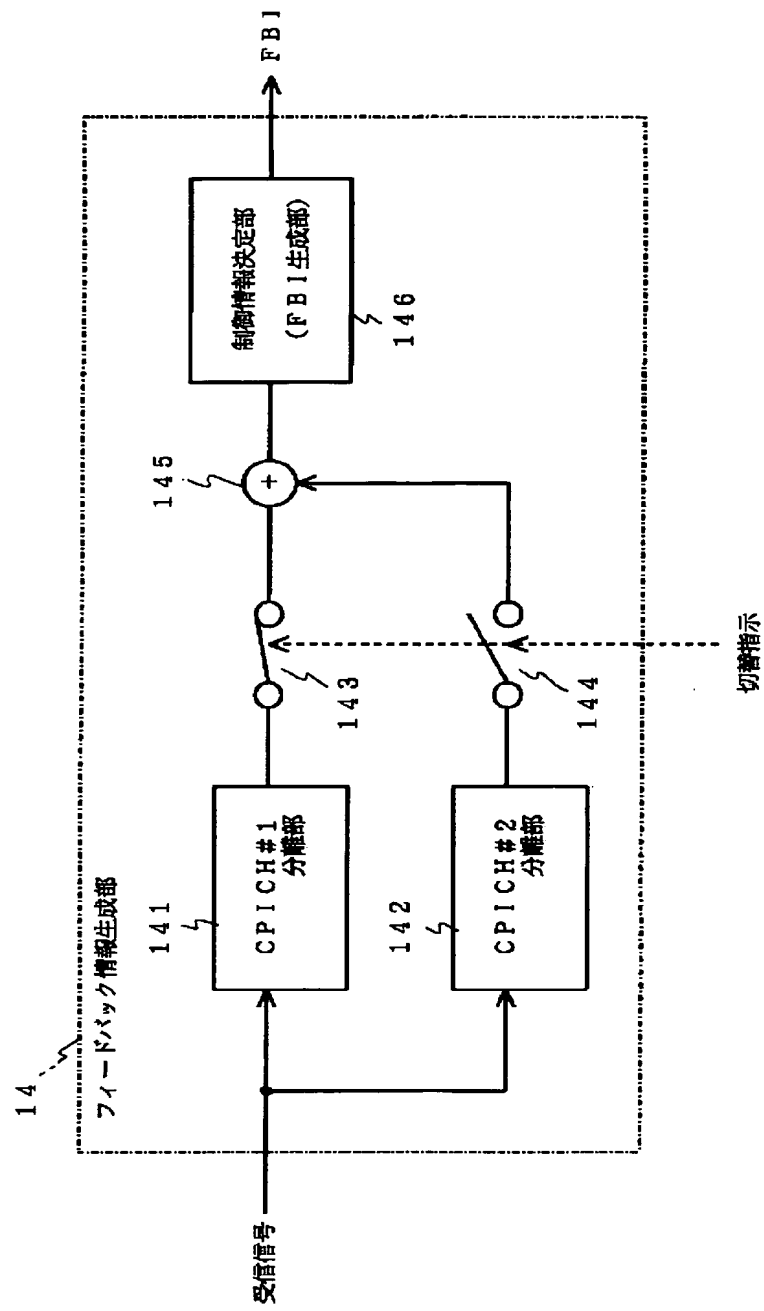 14
フィードバック情報生成部
受信信号
141
CPICH#1
分離部
142
CPICH#2
分離部
143
144
切替指示
145
制御情報決定部
(FBI生成部)
146
FBI
+